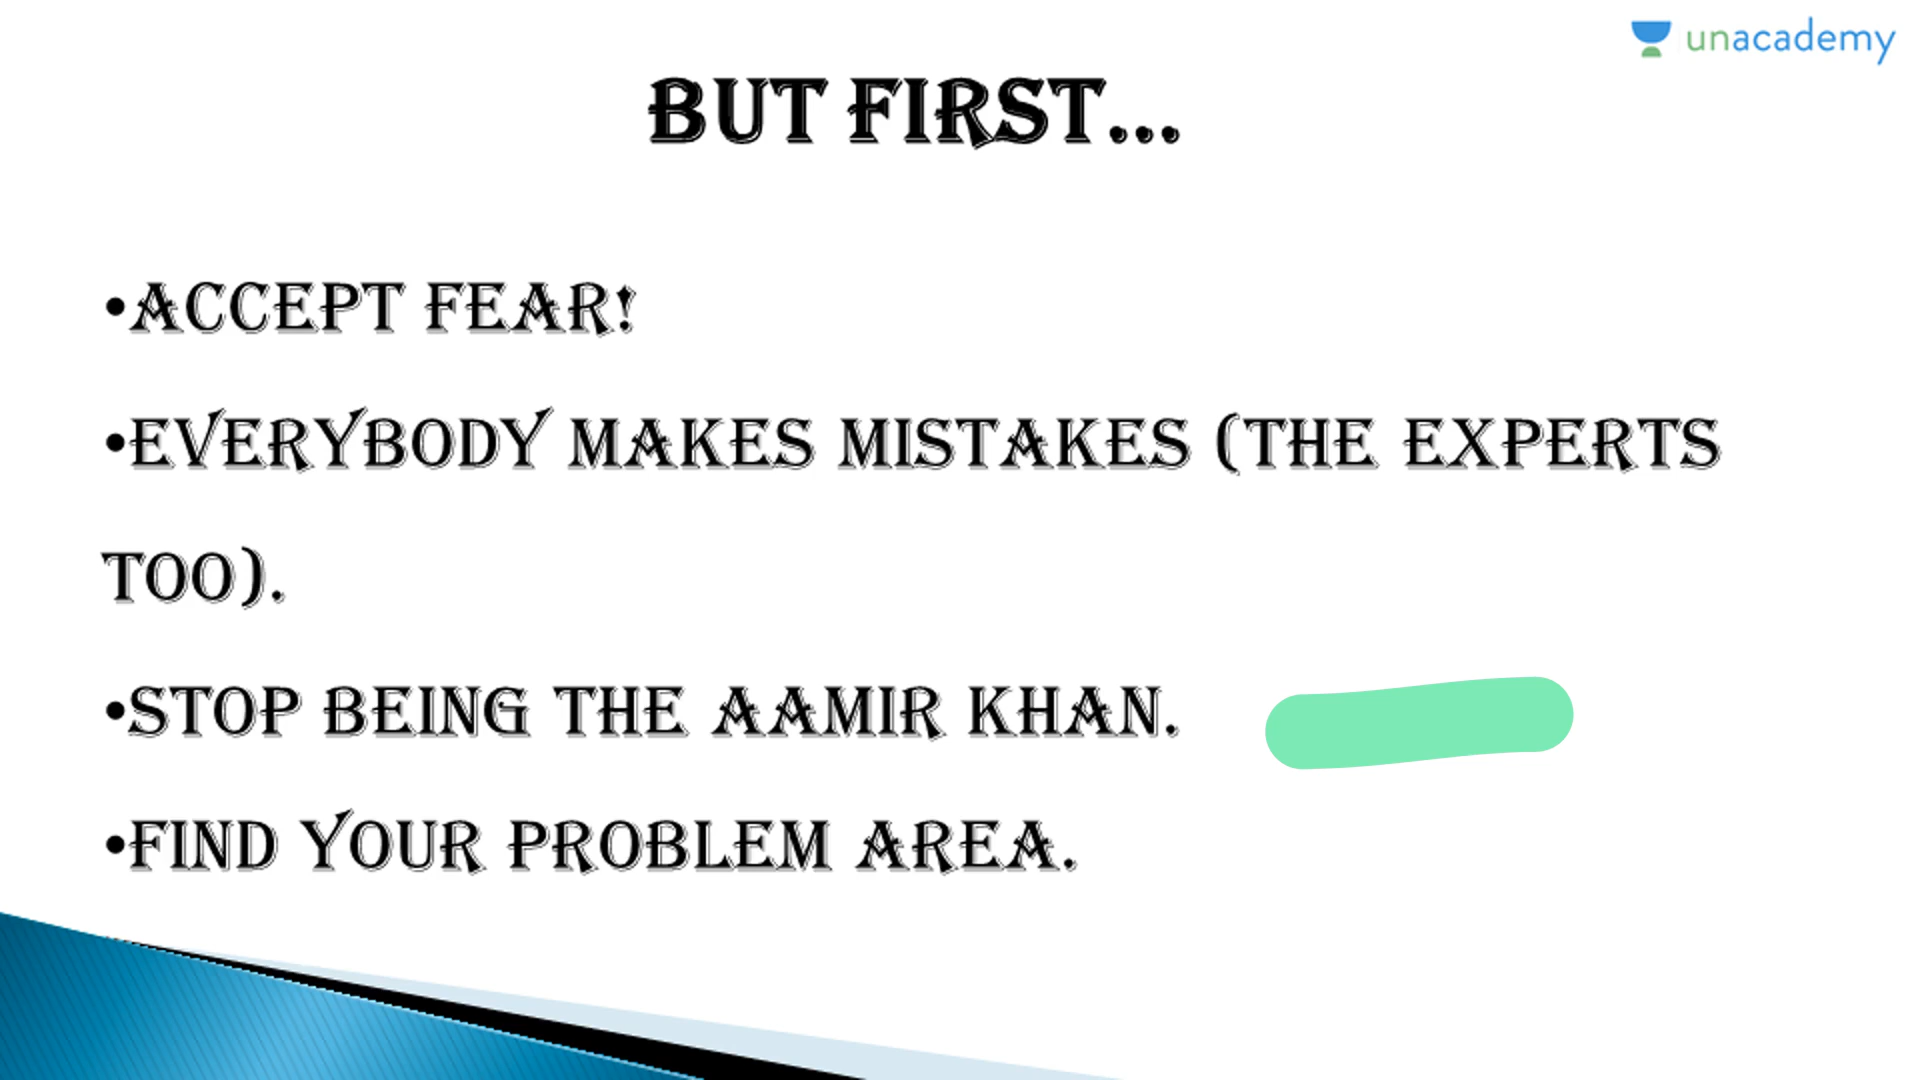 unacademy
BUT FIRST...
•ACCEPT FEAR!
•EVERYBODY MAKES MISTAKES (THE EXPERTS
TOO).
•STOP BEING THE AAMIR KHAN.
•FIND YOUR PROBLEM AREA.